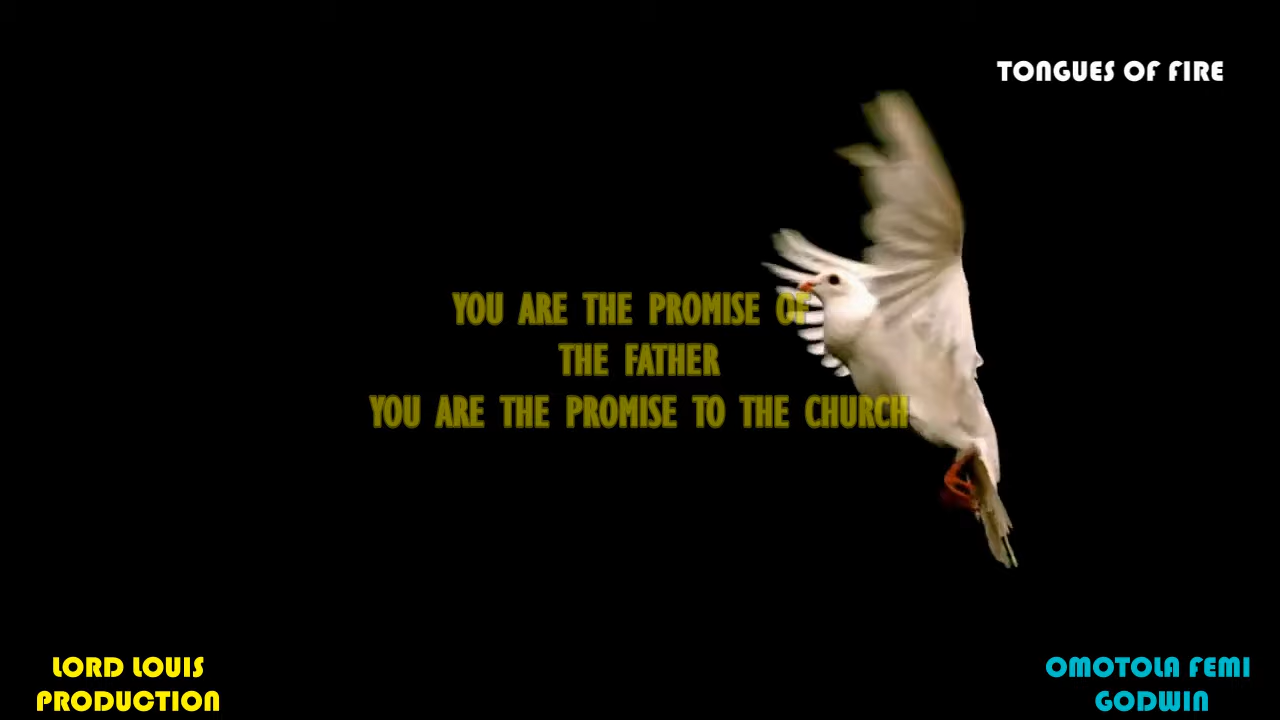 TONGUES OF FIRE
YOU ARE THE PROMISE OF
THE FATHER
YOU ARE THE PROMISE TO THE CHURCH
LORD LOUIS
PRODUCTION
OMOTOLA FEMI
GODWIN